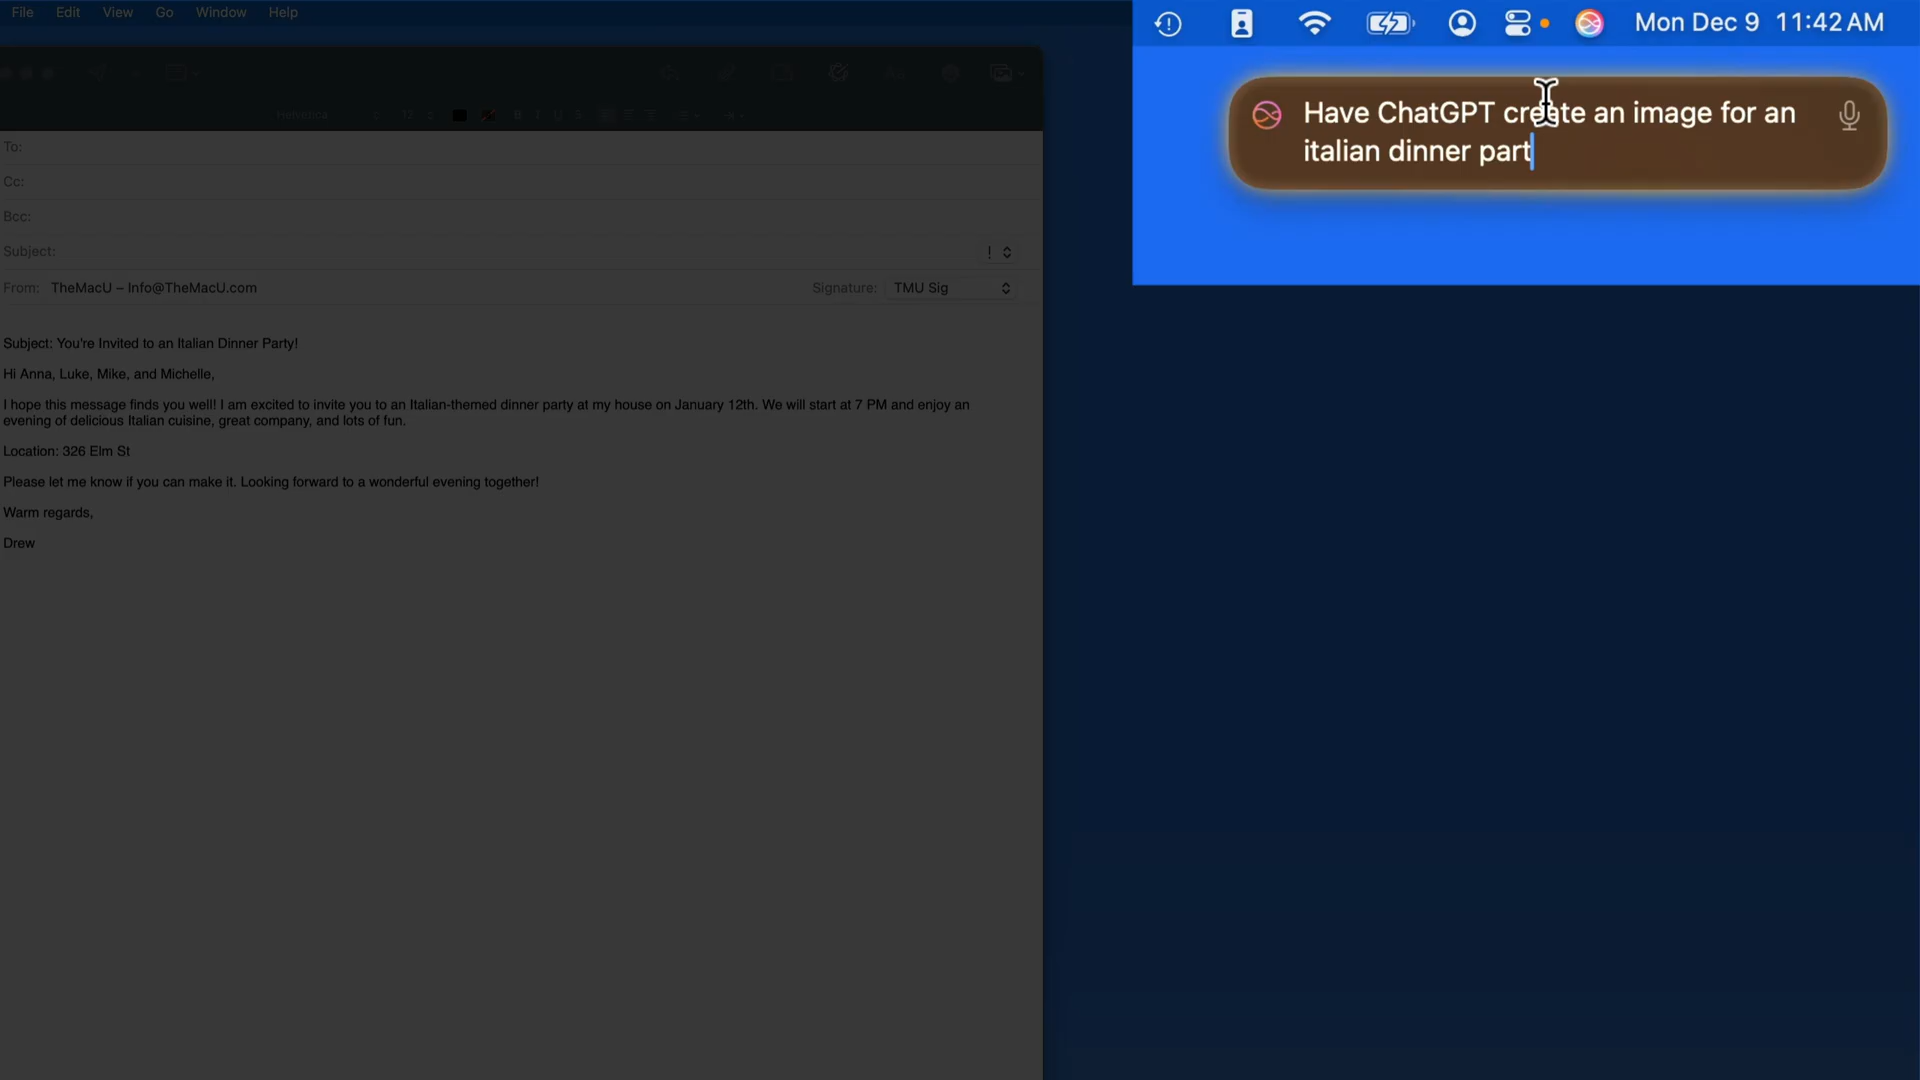 File Edit View Go Window Help
Mon Dec 9 11:42 AM
Have ChatGPT create an image for an
italian dinner part
Helvetica 12 B I U S
To:
Cc:
Bcc:
Subject: !
From: TheMacU – Info@TheMacU.com Signature: TMU Sig
Subject: You're Invited to an Italian Dinner Party!
Hi Anna, Luke, Mike, and Michelle,
I hope this message finds you well! I am excited to invite you to an Italian-themed dinner party at my house on January 12th. We will start at 7 PM and enjoy an
evening of delicious Italian cuisine, great company, and lots of fun.
Location: 326 Elm St
Please let me know if you can make it. Looking forward to a wonderful evening together!
Warm regards,
Drew